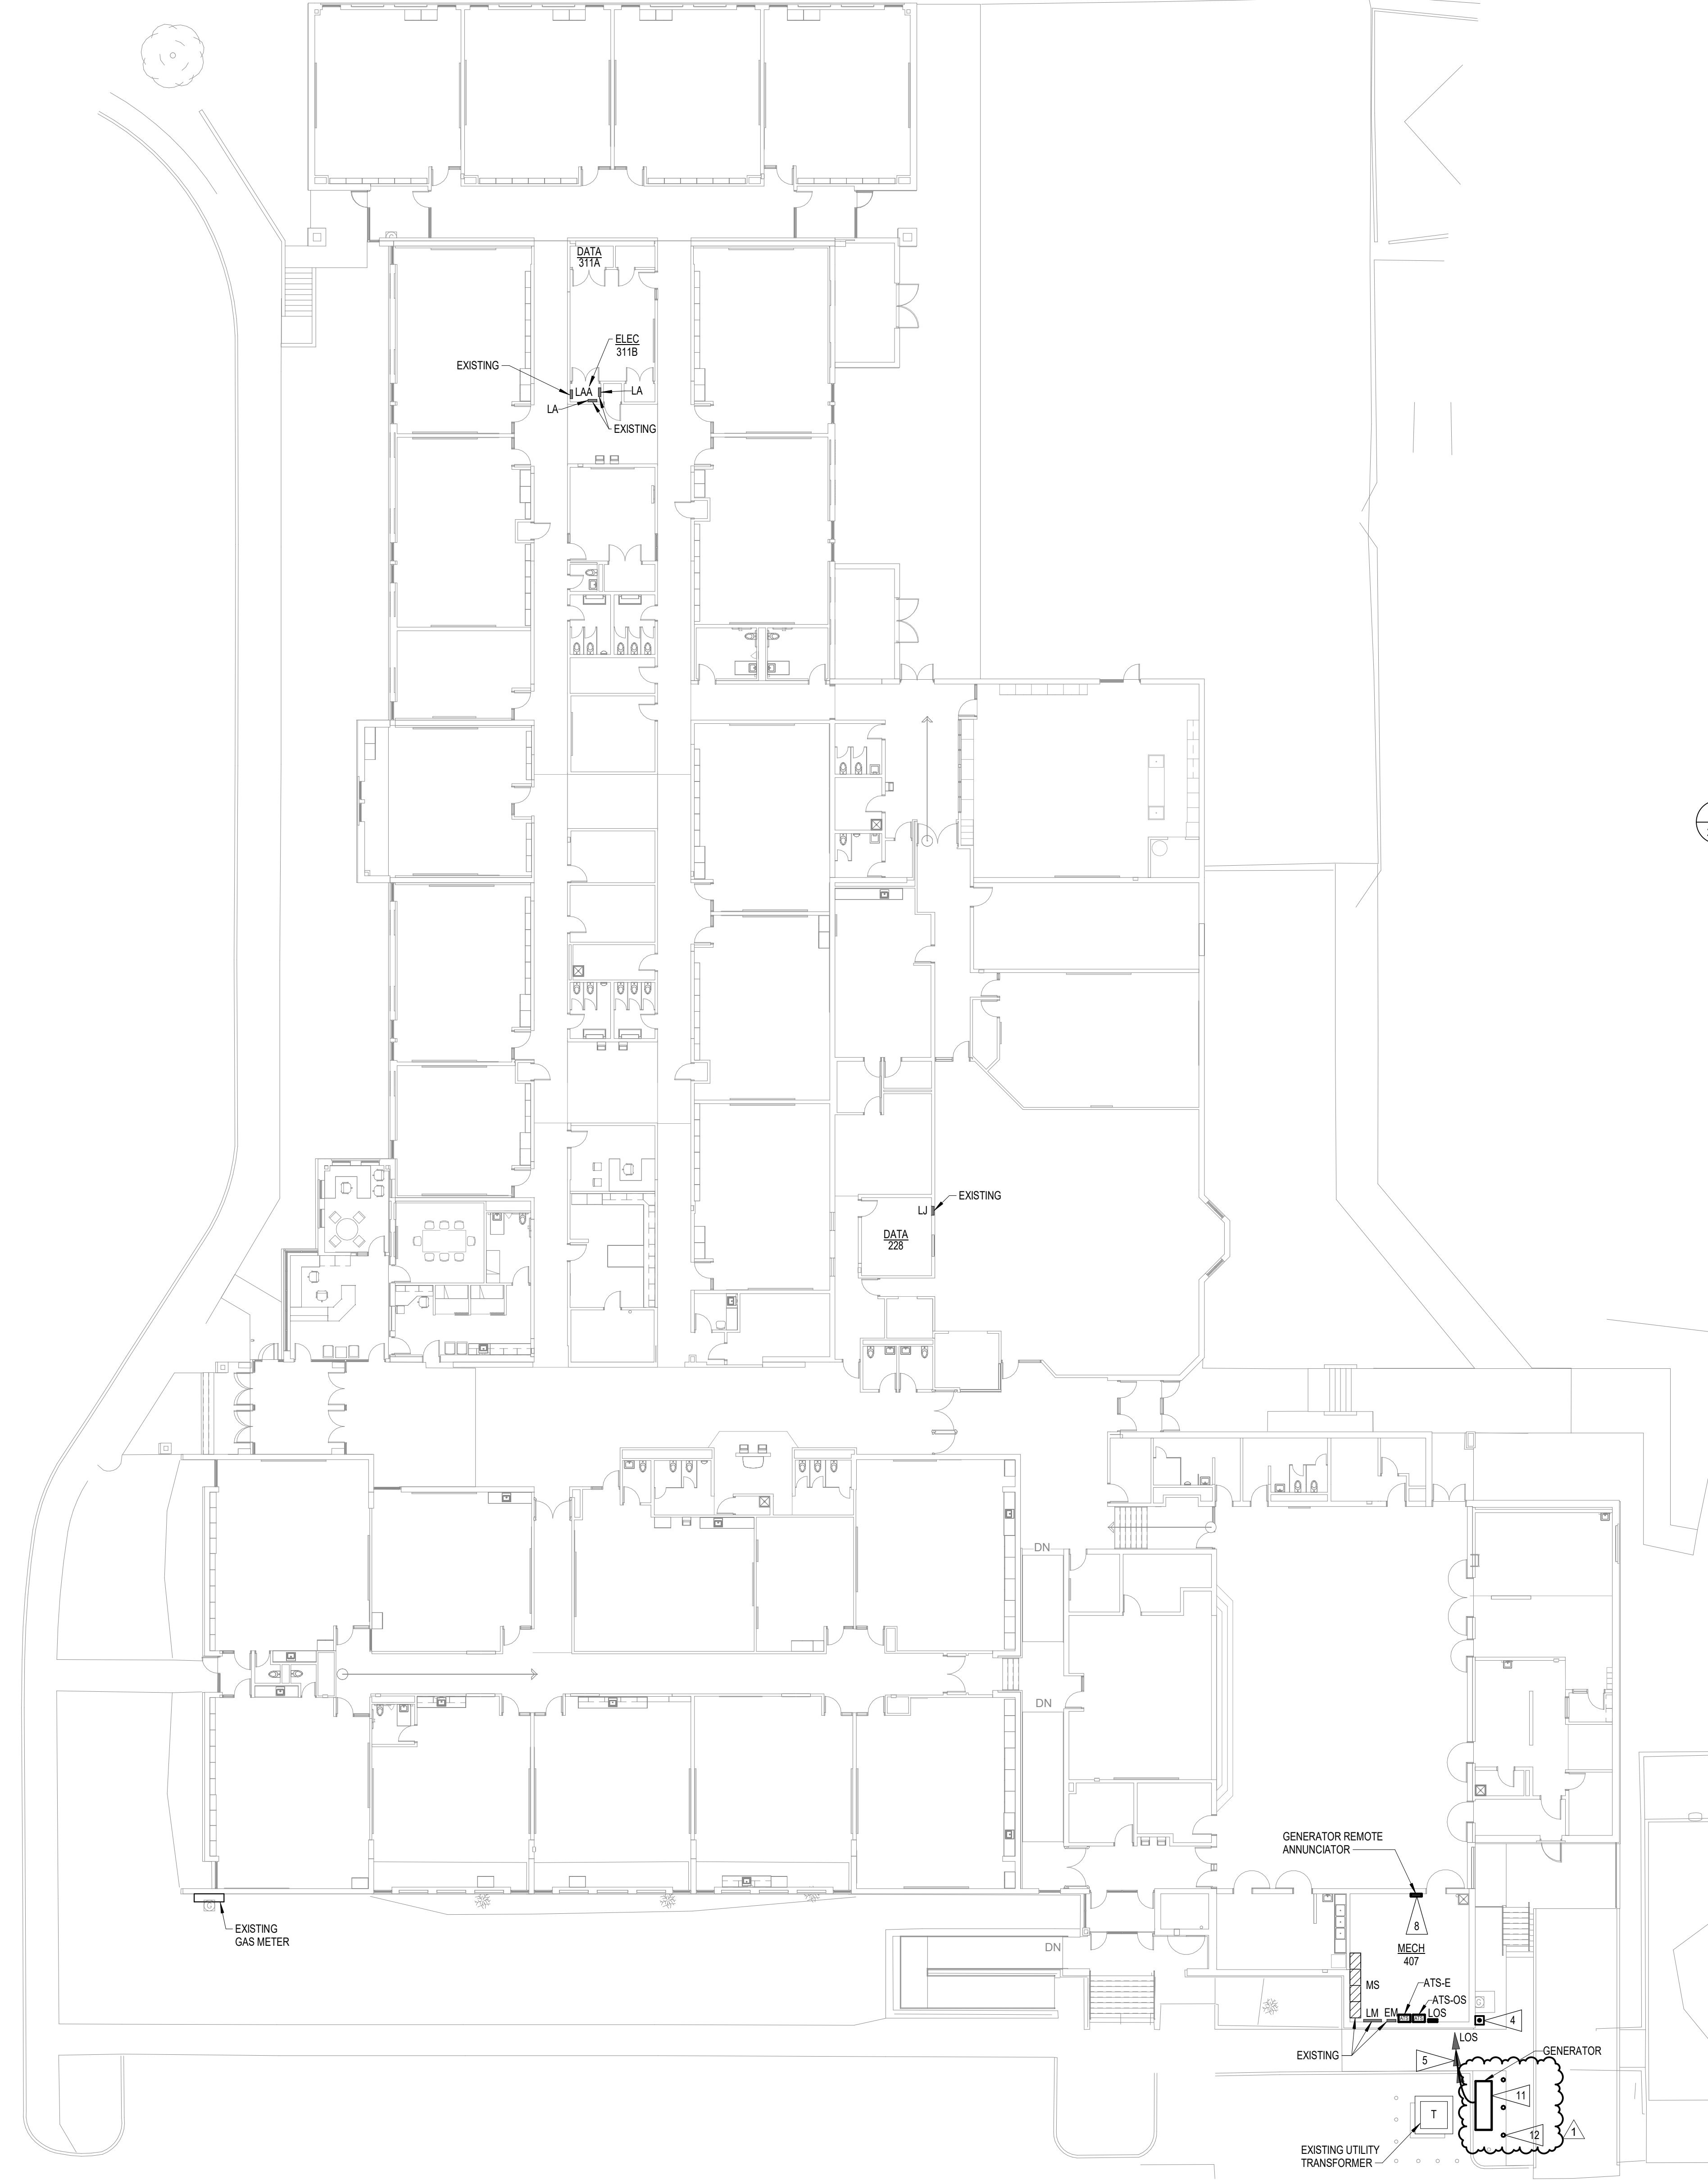 DATA
311A
ELEC
311B
EXISTING
LAA
LA
LA
EXISTING
EXISTING
LJ
DATA
228
DN
DN
GENERATOR REMOTE
ANNUNCIATOR
8
EXISTING
GAS METER
MECH
407
DN
MS
ATS-E
ATS-OS
LM
EM
LOS
4
LOS
EXISTING
5
GENERATOR
11
T
12
1
EXISTING UTILITY
TRANSFORMER